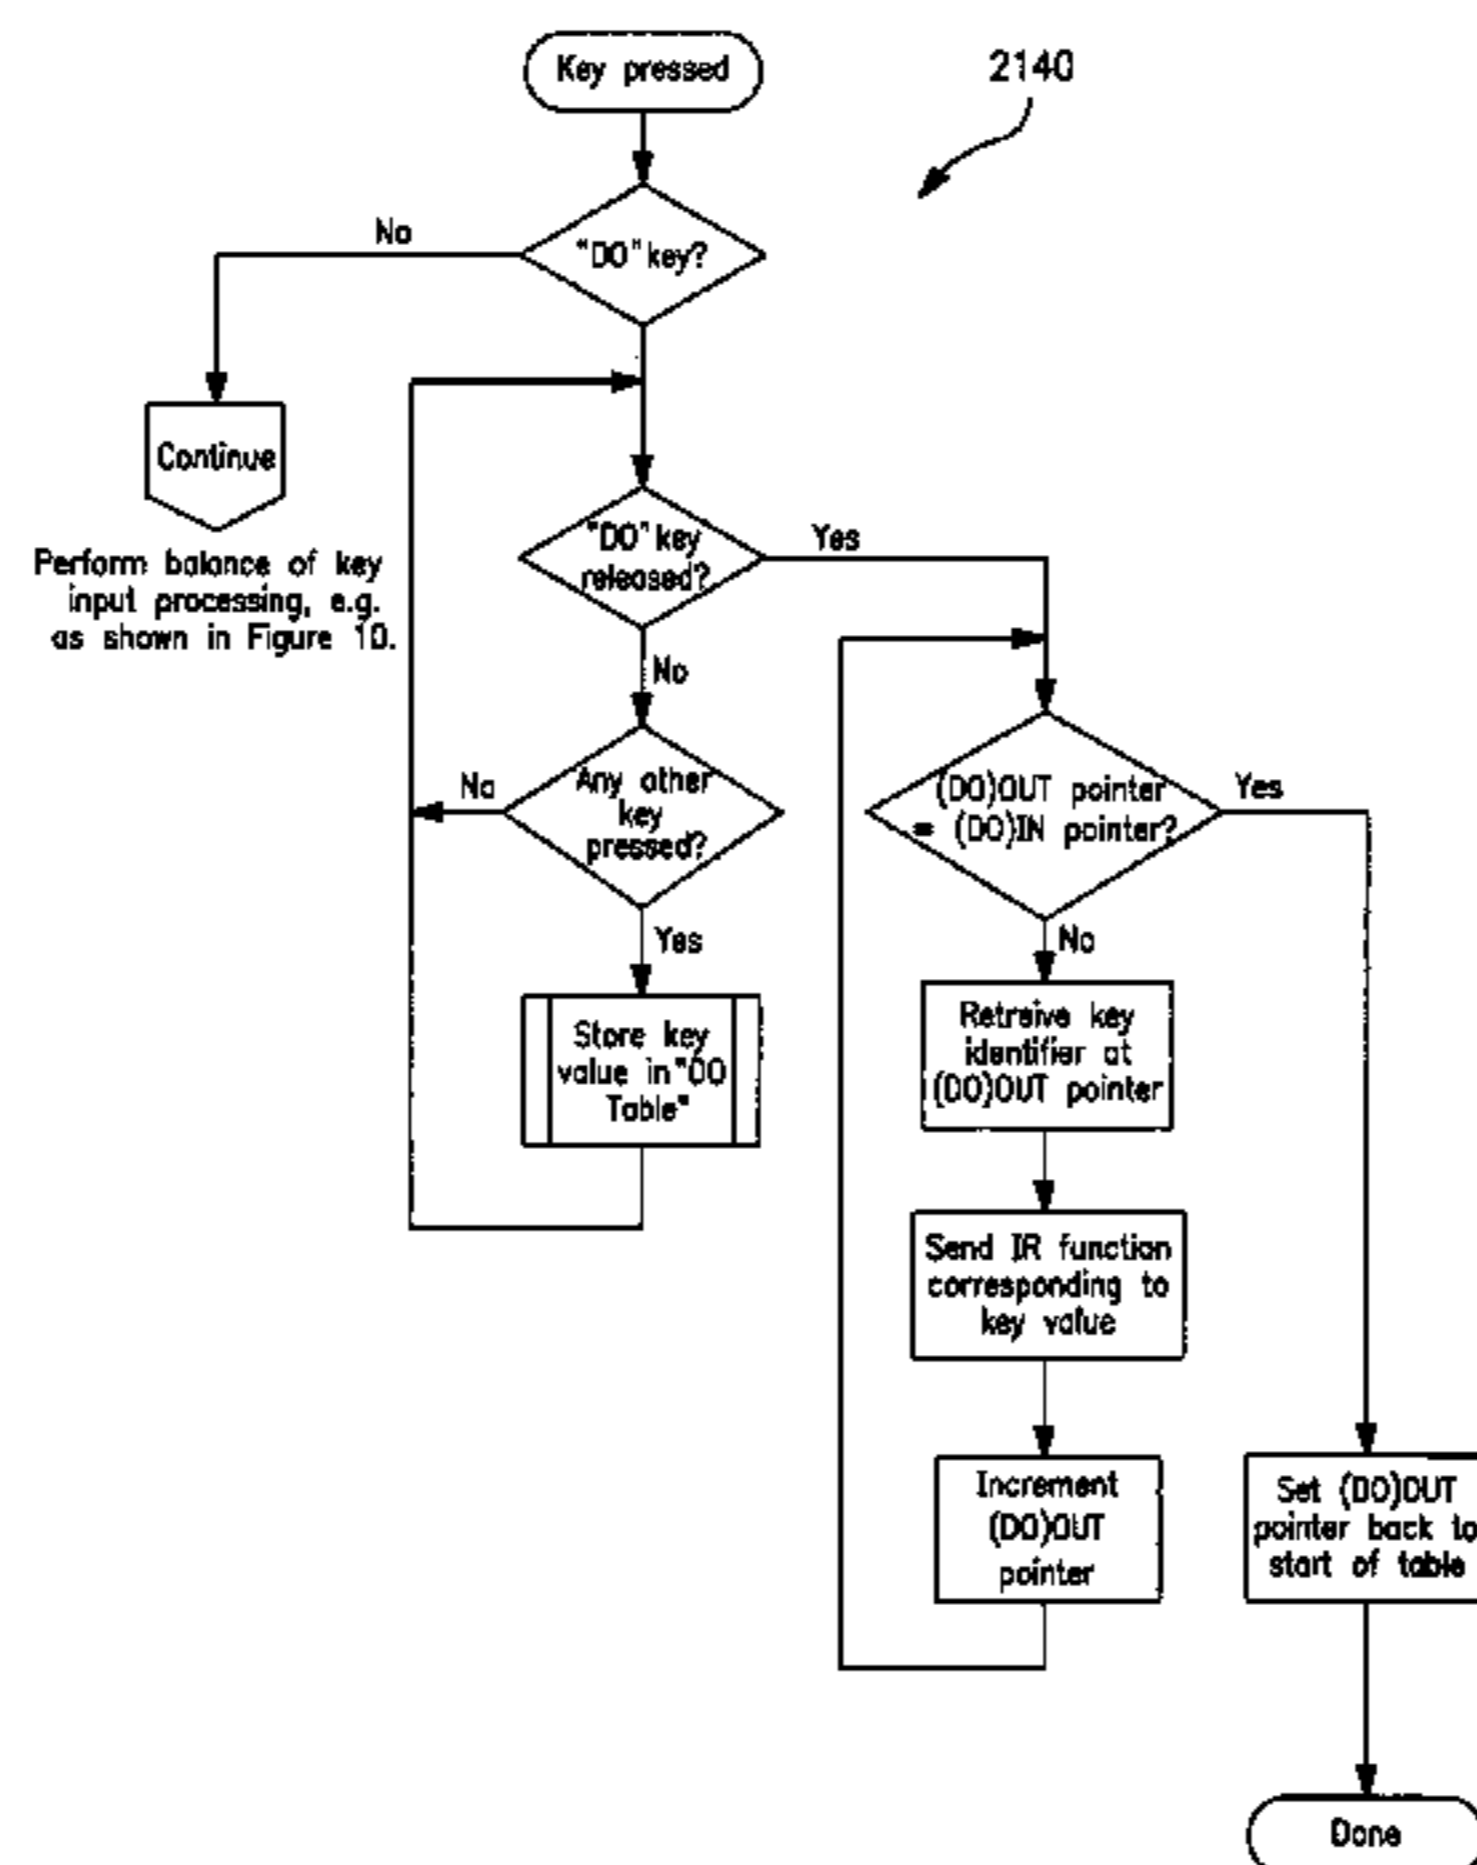 Key pressed
2140
No
"DO" key?
Continue
Perform balance of key
input processing, e.g.
as shown in Figure 10.
"DO" key
released?
Yes
No
Any other
key
pressed?
No
Yes
Store key
value in "DO
Table"
(DO)OUT pointer
= (DO)IN pointer?
Yes
No
Retreive key
identifier at
(DO)OUT pointer
Send IR function
corresponding to
key value
Increment
(DO)OUT
pointer
Set (DO)OUT
pointer back to
start of table
Done